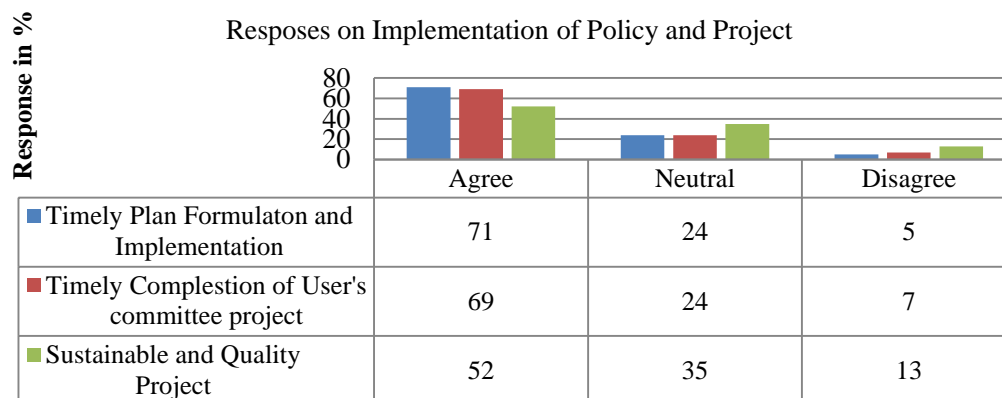 Resposes on Implementation of Policy and Project
Response in %
80
60
40
20
0
Agree Neutral Disagree
Timely Plan Formulaton and
Implementation
71 24 5
Timely Complestion of User's
committee project
69 24 7
Sustainable and Quality
Project
52 35 13